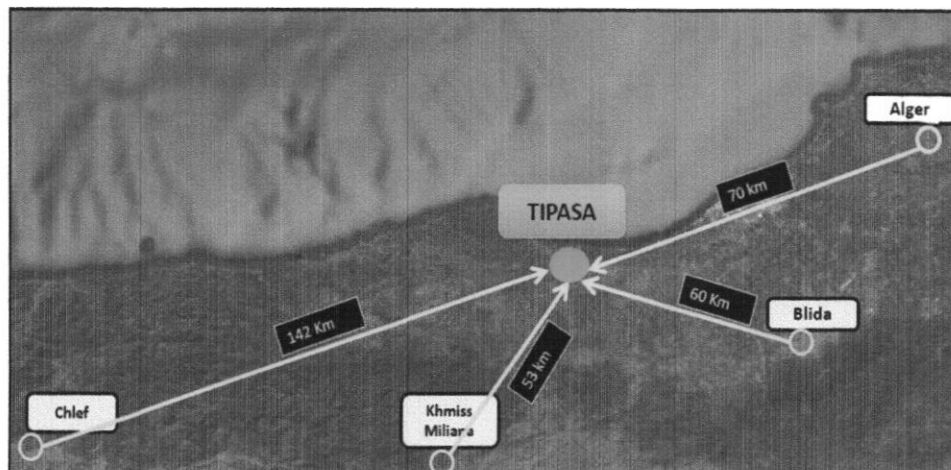 Alger
70 km
TIPASA
60 Km
Blida
142 Km
53 km
Chlef
Khmiss
Miliana